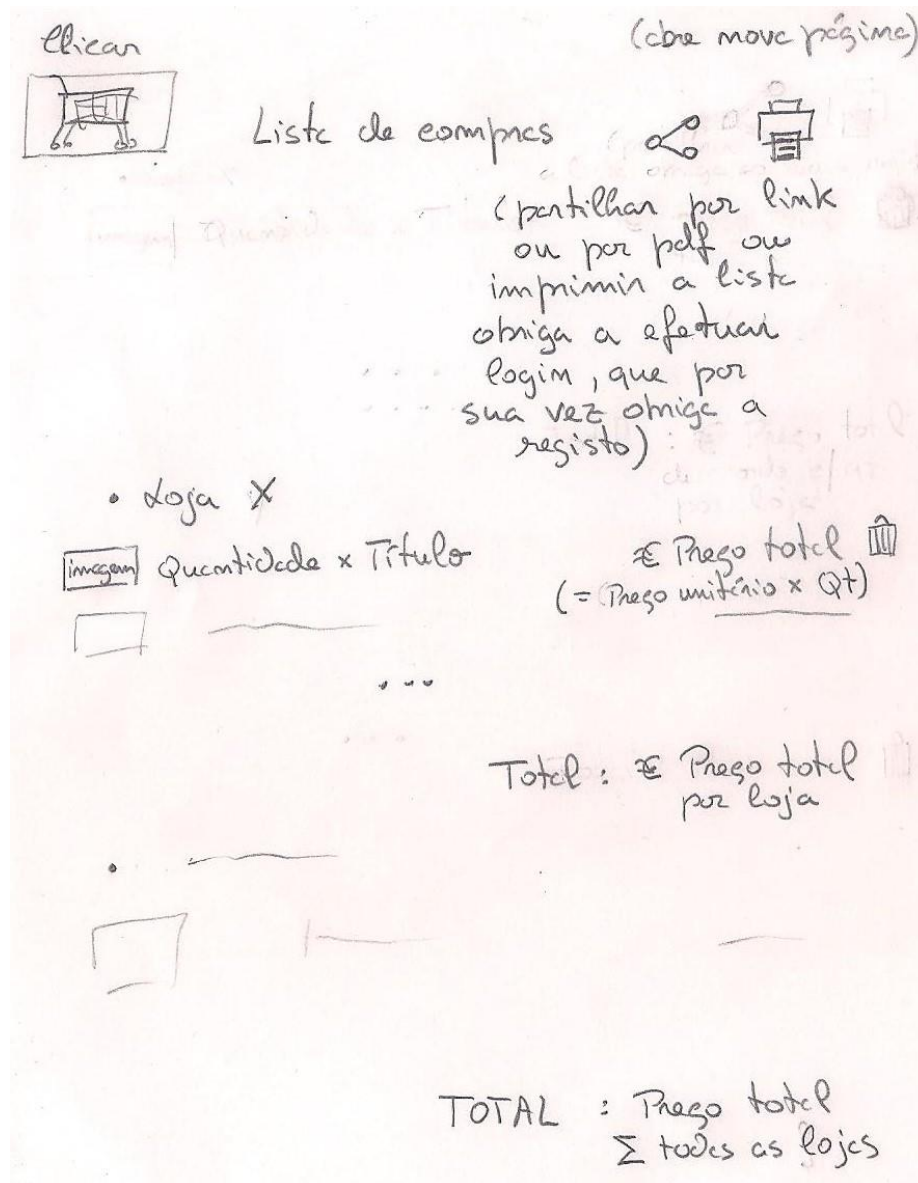 Clicar
(abre nova página)
Lista de compras
(partilhar por link
ou por pdf ou
imprimir a lista
obriga a efetuar
login, que por
sua vez obriga a
registo)
• Loja X
imagem Quantidade x Título € Preço total
(= Preço unitário x Qt)
...
Total : € Preço total
por loja
•
TOTAL : Preço total
Σ todas as lojas